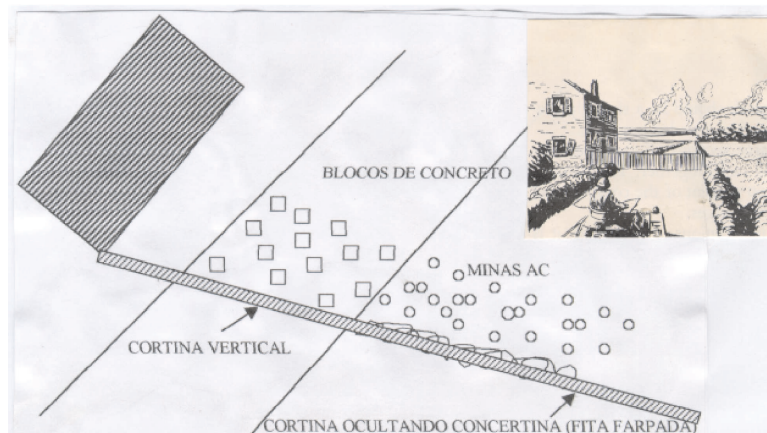 BLOCOS DE CONCRETO
MINAS AC
CORTINA VERTICAL
CORTINA OCULTANDO CONCERTINA (FITA FARPADA)